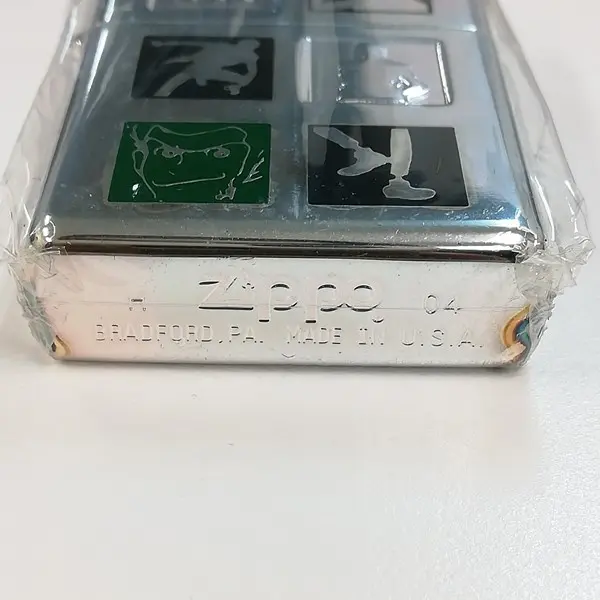 Zippo 04
BRADFORD, PA. MADE IN U.S.A.